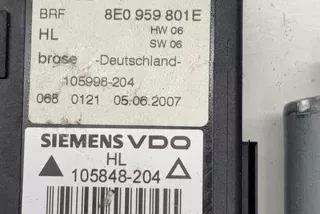 BRF 8E0 959 801E
HL HW 06
SW 06
brose -Deutschland-
105998-204
068 0121 05.06.2007
SIEMENS VDO
HL
105848-204